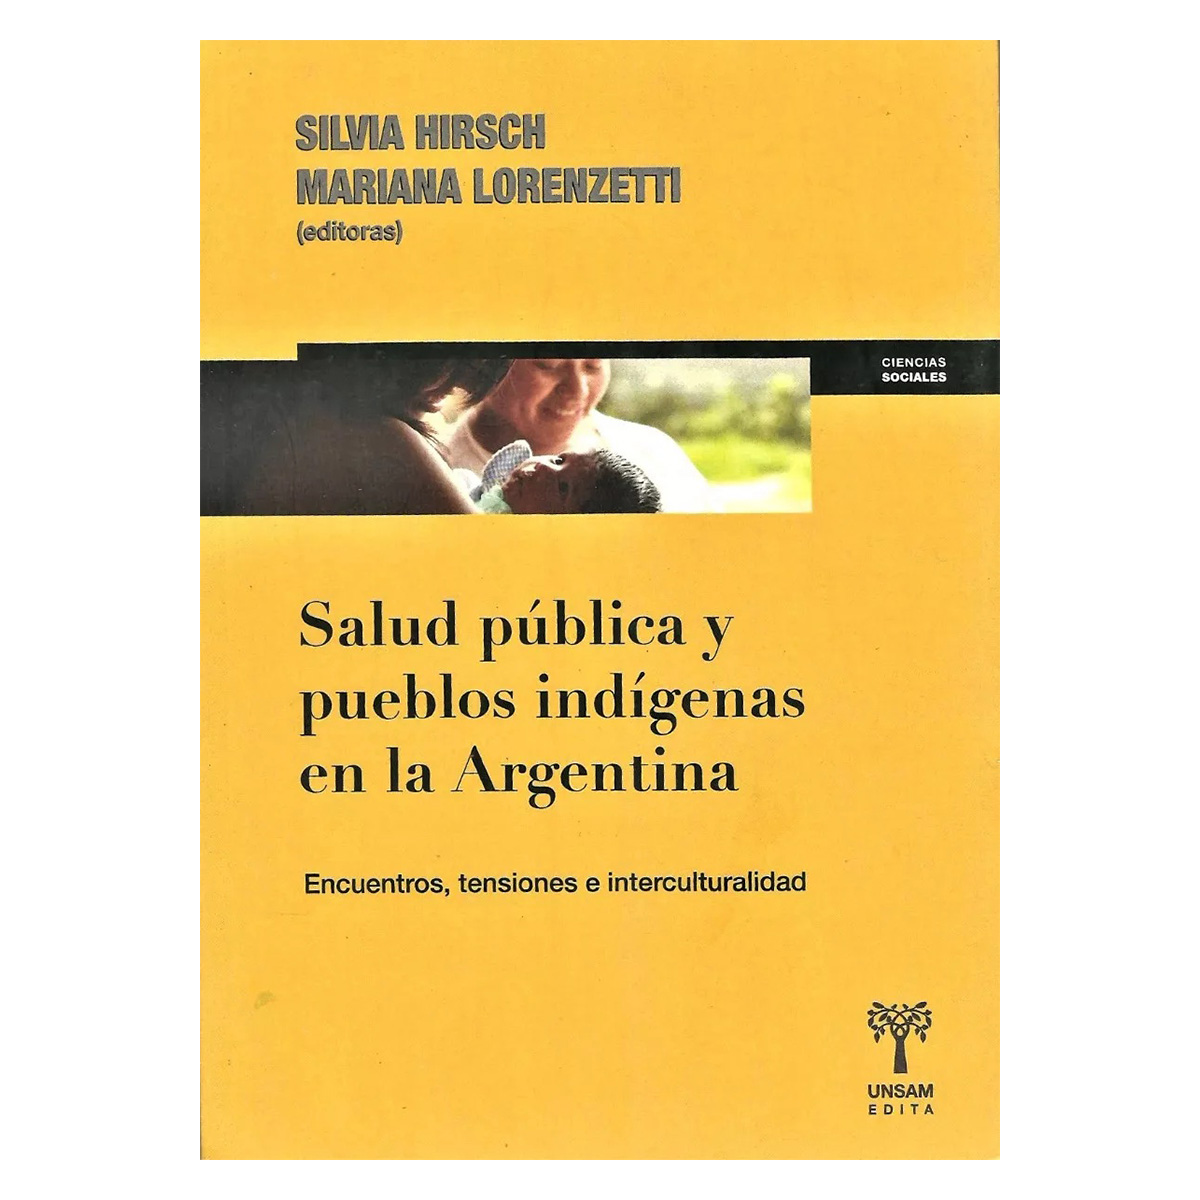 SILVIA HIRSCH
MARIANA LORENZETTI
(editoras)
CIENCIAS
SOCIALES
Salud pública y
pueblos indígenas
en la Argentina
Encuentros, tensiones e interculturalidad
UNSAM
EDITA